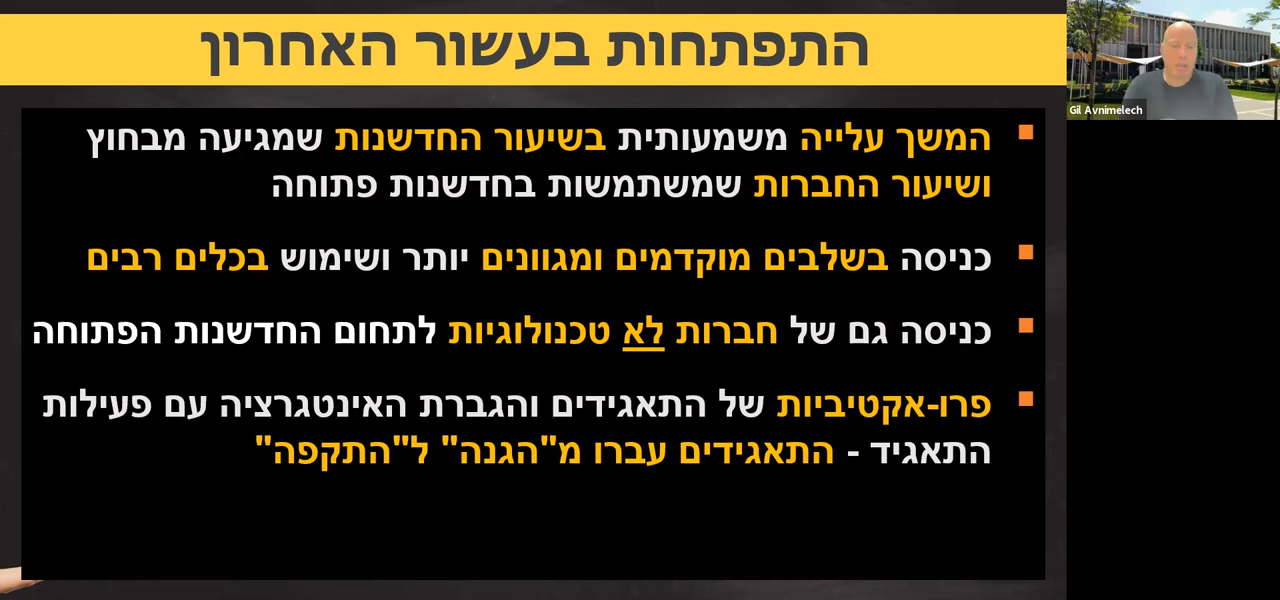 התפתחות בעשור האחרון
המשך עלייה משמעותית בשיעור החדשנות שמגיעה מבחוץ
ושיעור החברות שמשתמשות בחדשנות פתוחה
כניסה בשלבים מוקדמים ומגוונים יותר ושימוש בכלים רבים
כניסה גם של חברות לא טכנולוגיות לתחום החדשנות הפתוחה
פרו-אקטיביות של התאגידים והגברת האינטגרציה עם פעילות
התאגיד - התאגידים עברו מ"הגנה" ל"התקפה"
Gil Avnimelech